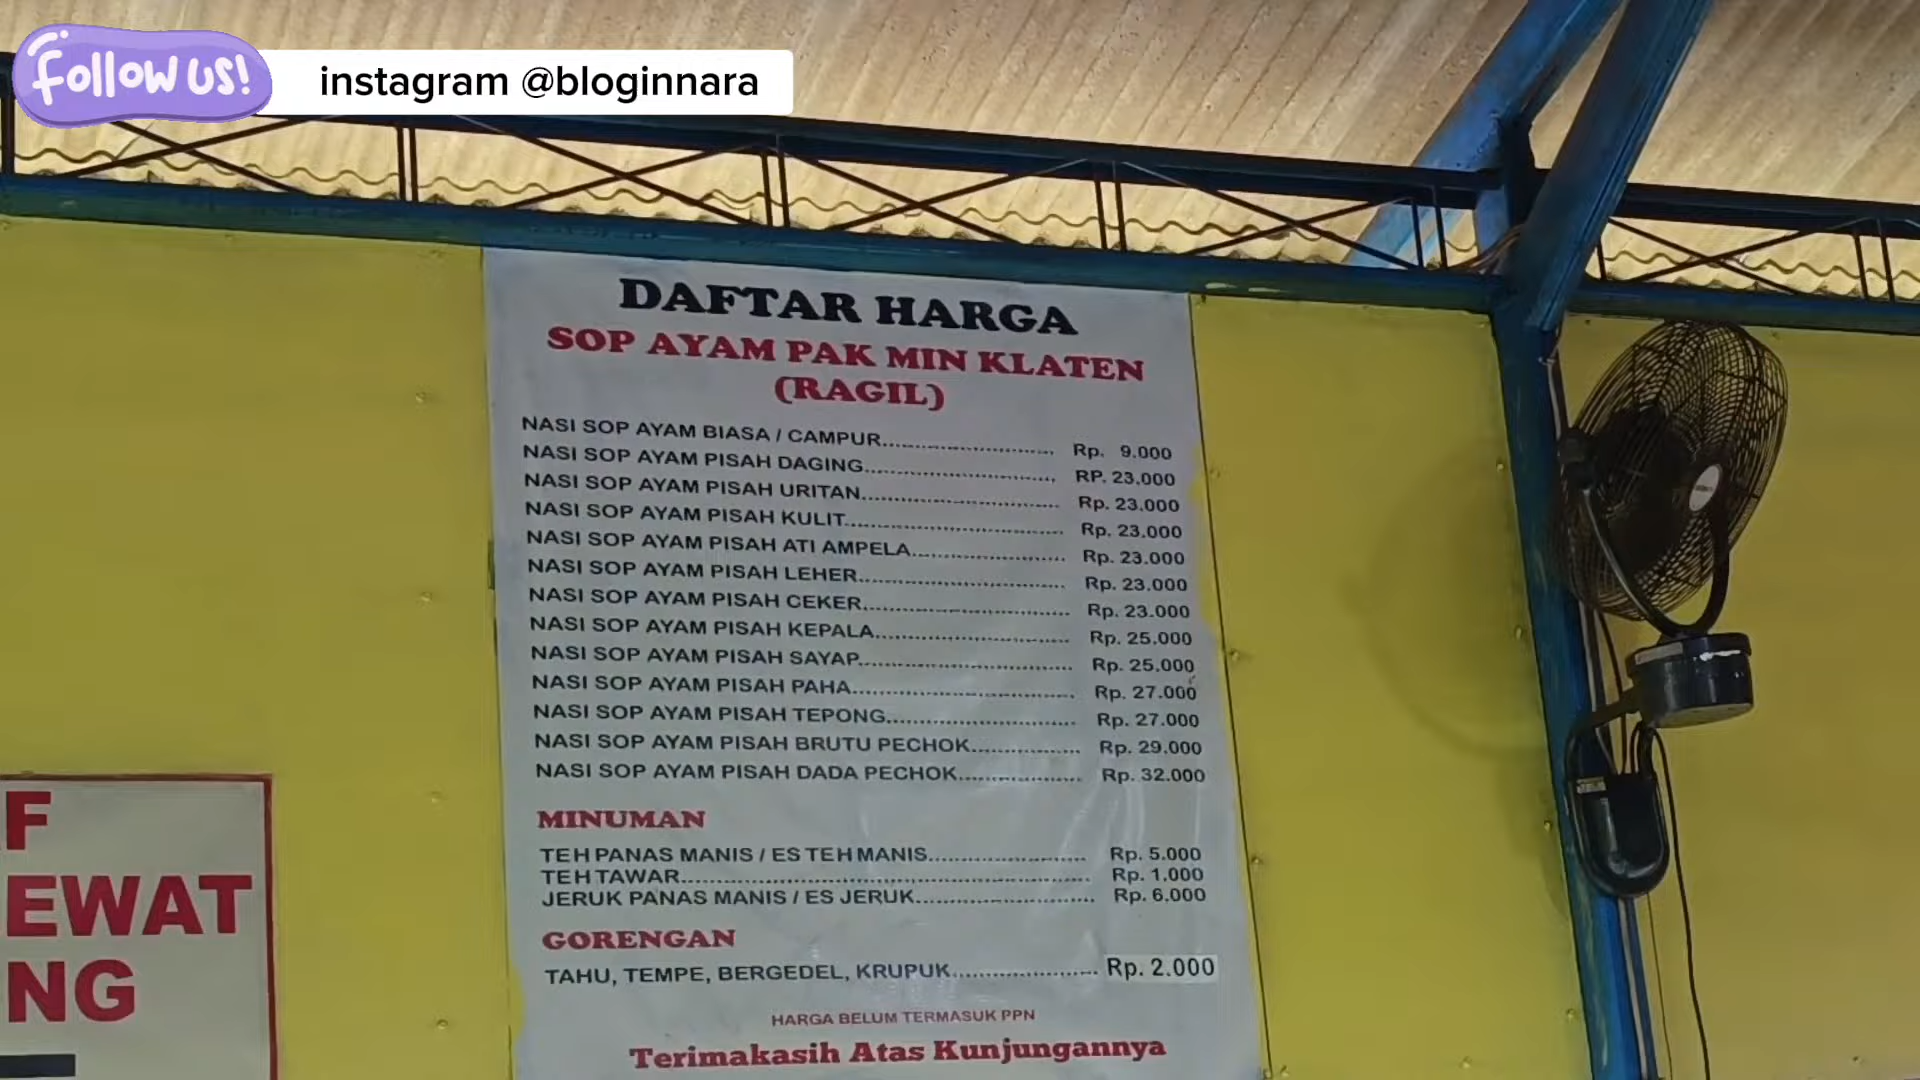 Follow us!
instagram @bloginnara
DAFTAR HARGA
SOP AYAM PAK MIN KLATEN
(RAGIL)
NASI SOP AYAM BIASA / CAMPUR.......... Rp. 9.000
NASI SOP AYAM PISAH DAGING.......... RP. 23.000
NASI SOP AYAM PISAH URITAN.......... Rp. 23.000
NASI SOP AYAM PISAH KULIT.......... Rp. 23.000
NASI SOP AYAM PISAH ATI AMPELA.......... Rp. 23.000
NASI SOP AYAM PISAH LEHER.......... Rp. 23.000
NASI SOP AYAM PISAH CEKER.......... Rp. 23.000
NASI SOP AYAM PISAH KEPALA.......... Rp. 25.000
NASI SOP AYAM PISAH SAYAP.......... Rp. 25.000
NASI SOP AYAM PISAH PAHA.......... Rp. 27.000
NASI SOP AYAM PISAH TEPONG.......... Rp. 27.000
NASI SOP AYAM PISAH BRUTU PECHOK.......... Rp. 29.000
NASI SOP AYAM PISAH DADA PECHOK.......... Rp. 32.000
MINUMAN
TEH PANAS MANIS / ES TEH MANIS.......... Rp. 5.000
TEH TAWAR.......... Rp. 1.000
JERUK PANAS MANIS / ES JERUK.......... Rp. 6.000
GORENGAN
TAHU, TEMPE, BERGEDEL, KRUPUK.......... Rp. 2.000
HARGA BELUM TERMASUK PPN
Terimakasih Atas Kunjungannya
F
EWAT
NG